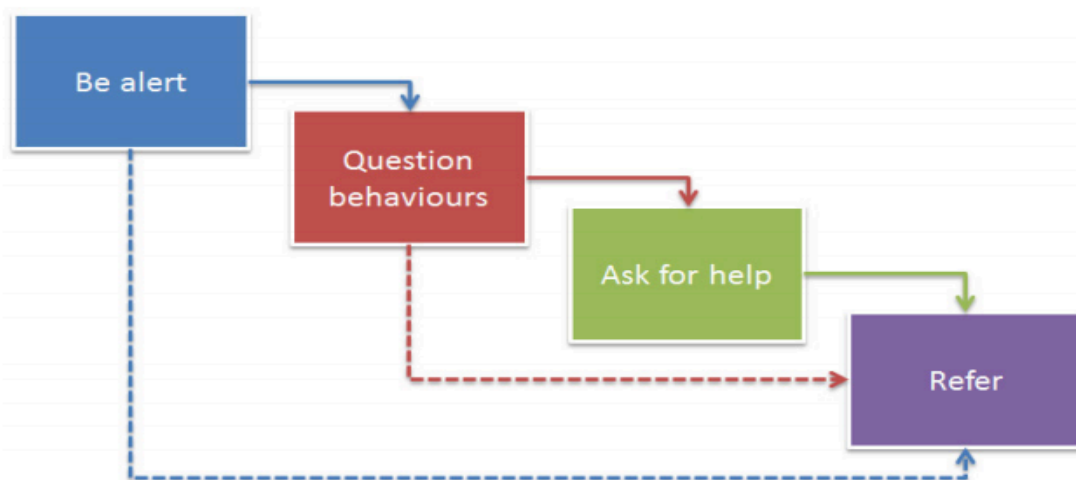 Be alert
Question
behaviours
Ask for help
Refer